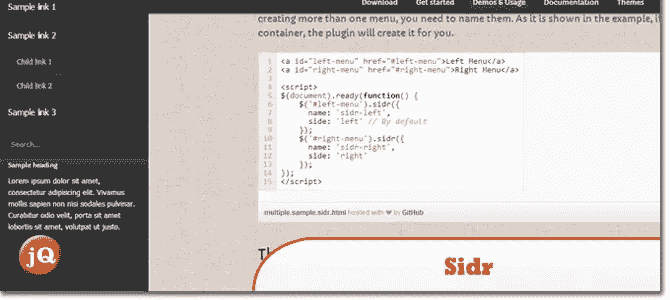 Download Get started Demos & Usage Documentation Themes
Sample link 1
Sample link 2
Child link 1
Child link 2
Sample link 3
Search...
Sample heading
Lorem ipsum dolor sit amet,
consectetur adipiscing elit. Vivamus
mollis sapien non nisi sodales pulvinar.
Curabitur odio velit, porta sit amet
lobortis sit amet, volutpat ut justo.
jQ
creating more than one menu, you need to name them. As it is shown in the example, i
container, the plugin will create it for you.
1 <a id="left-menu" href="#left-menu">Left Menu</a>
2 <a id="right-menu" href="#right-menu">Right Menu</a>
3
4 <script>
5 $(document).ready(function() {
6 $('#left-menu').sidr({
7 name: 'sidr-left',
8 side: 'left' // By default
9 });
10 $('#right-menu').sidr({
11 name: 'sidr-right',
12 side: 'right'
13 });
14 });
15 </script>
multiple.sample.sidr.html hosted with ❤ by GitHub
Sidr